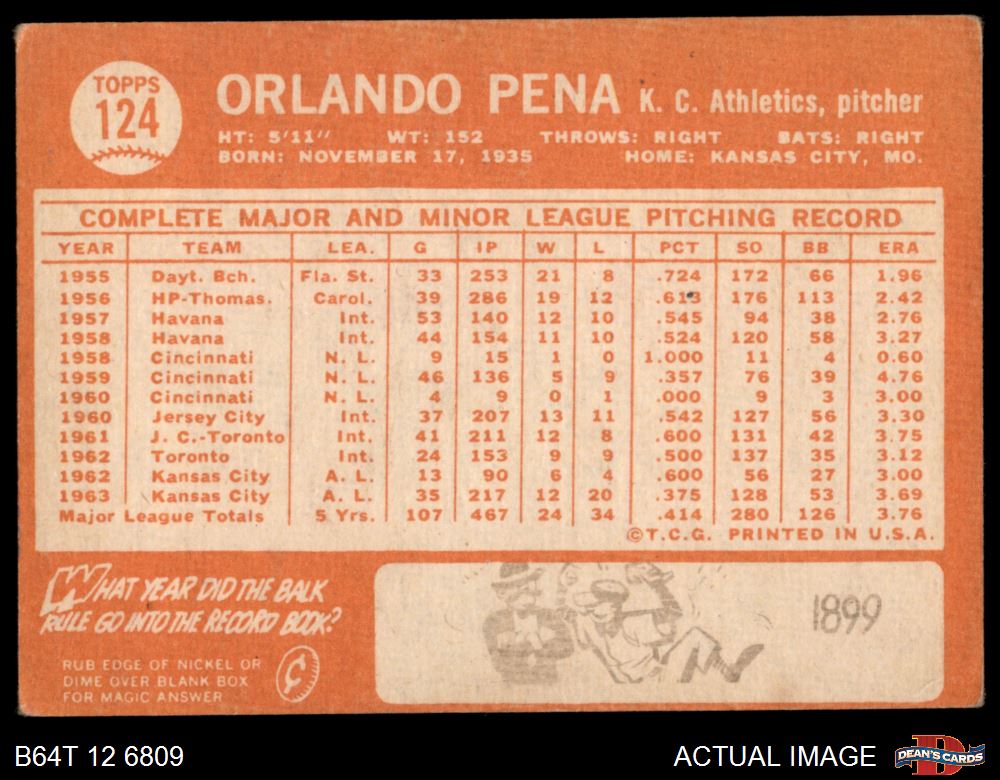 TOPPS
124
ORLANDO PENA K. C. Athletics, pitcher
HT: 5'11" WT: 152 THROWS: RIGHT BATS: RIGHT
BORN: NOVEMBER 17, 1935 HOME: KANSAS CITY, MO.
COMPLETE MAJOR AND MINOR LEAGUE PITCHING RECORD
YEAR TEAM LEA. G IP W L PCT SO BB ERA
1955 Dayt. Bch. Fla. St. 33 253 21 8 .724 172 66 1.96
1956 HP-Thomas. Carol. 39 286 19 12 .613 176 113 2.42
1957 Havana Int. 53 140 12 10 .545 94 38 2.76
1958 Havana Int. 44 154 11 10 .524 120 58 3.27
1958 Cincinnati N. L. 9 15 1 0 1.000 11 4 0.60
1959 Cincinnati N. L. 46 136 5 9 .357 76 39 4.76
1960 Cincinnati N. L. 4 9 0 1 .000 9 3 3.00
1960 Jersey City Int. 37 207 13 11 .542 127 56 3.30
1961 J. C.-Toronto Int. 41 211 12 8 .600 131 42 3.75
1962 Toronto Int. 24 153 9 9 .500 137 35 3.12
1962 Kansas City A. L. 13 90 6 4 .600 56 27 3.00
1963 Kansas City A. L. 35 217 12 20 .375 128 53 3.69
Major League Totals 5 Yrs. 107 467 24 34 .414 280 126 3.76
©T.C.G. PRINTED IN U.S.A.
WHAT YEAR DID THE BALK
RULE GO INTO THE RECORD BOOK?
RUB EDGE OF NICKEL OR
DIME OVER BLANK BOX
FOR MAGIC ANSWER
¢
1899
B64T 12 6809 ACTUAL IMAGE
DEAN'S CARDS